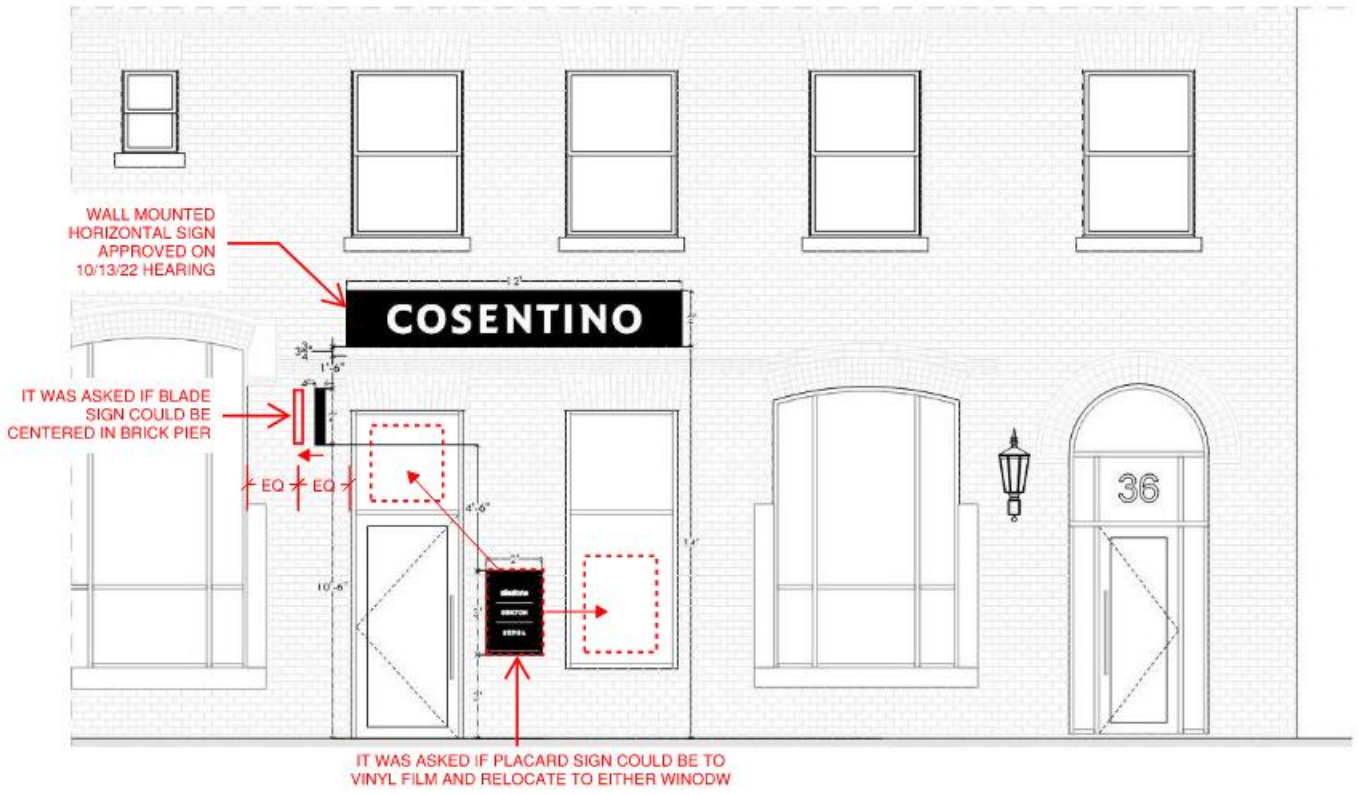 WALL MOUNTED
HORIZONTAL SIGN
APPROVED ON
10/13/22 HEARING
12'
COSENTINO
1'-6"
IT WAS ASKED IF BLADE
SIGN COULD BE
CENTERED IN BRICK PIER
EQ EQ
4'-6"
36
14'
2'
10'-6"
DEKTON
IT WAS ASKED IF PLACARD SIGN COULD BE TO
VINYL FILM AND RELOCATE TO EITHER WINODW